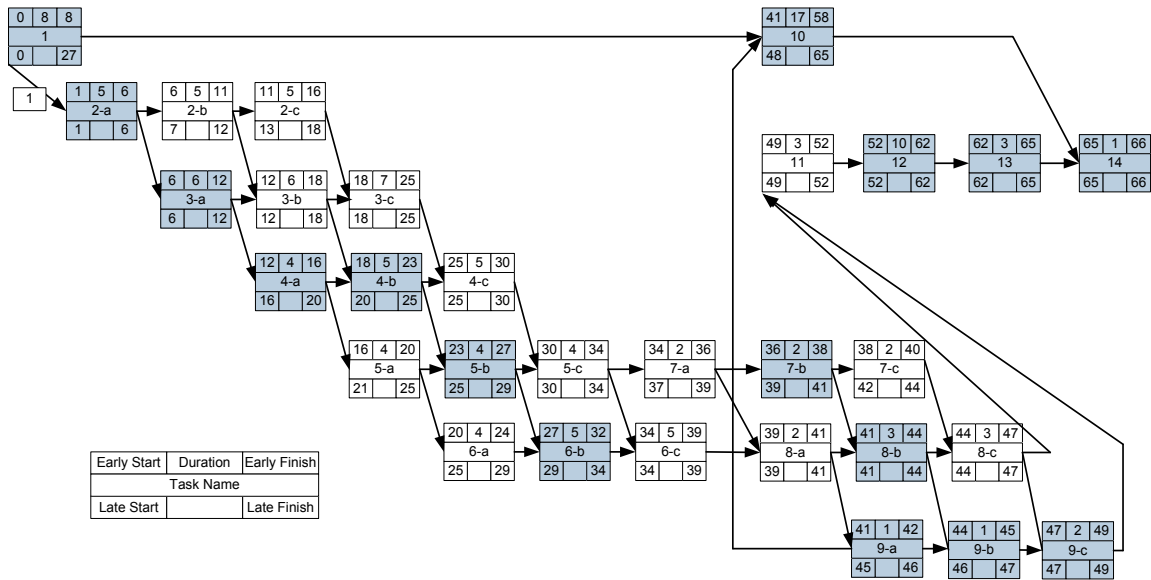 0 8 8
1
0 27
41 17 58
10
48 65
1
1 5 6
2-a
1 6
6 5 11
2-b
7 12
11 5 16
2-c
13 18
49 3 52
11
49 52
52 10 62
12
52 62
62 3 65
13
62 65
65 1 66
14
65 66
6 6 12
3-a
6 12
12 6 18
3-b
12 18
18 7 25
3-c
18 25
12 4 16
4-a
16 20
18 5 23
4-b
20 25
25 5 30
4-c
25 30
16 4 20
5-a
21 25
23 4 27
5-b
25 29
30 4 34
5-c
30 34
34 2 36
7-a
37 39
36 2 38
7-b
39 41
38 2 40
7-c
42 44
20 4 24
6-a
25 29
27 5 32
6-b
29 34
34 5 39
6-c
34 39
39 2 41
8-a
39 41
41 3 44
8-b
41 44
44 3 47
8-c
44 47
Early Start Duration Early Finish
Task Name
Late Start Late Finish
41 1 42
9-a
45 46
44 1 45
9-b
46 47
47 2 49
9-c
47 49